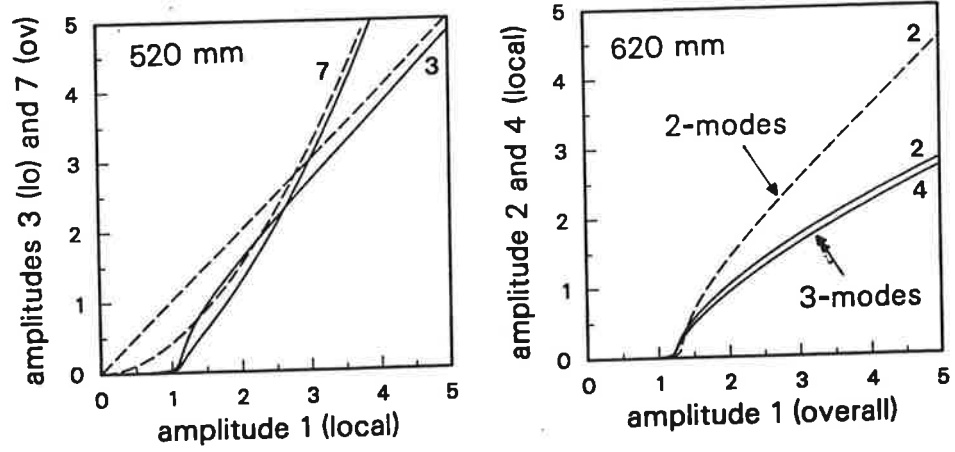 amplitudes 3 (lo) and 7 (ov)
520 mm
7
3
5
4
3
2
1
0
0 1 2 3 4 5
amplitude 1 (local)
amplitude 2 and 4 (local)
620 mm
2
2-modes
2
4
3-modes
5
4
3
2
1
0
0 1 2 3 4 5
amplitude 1 (overall)